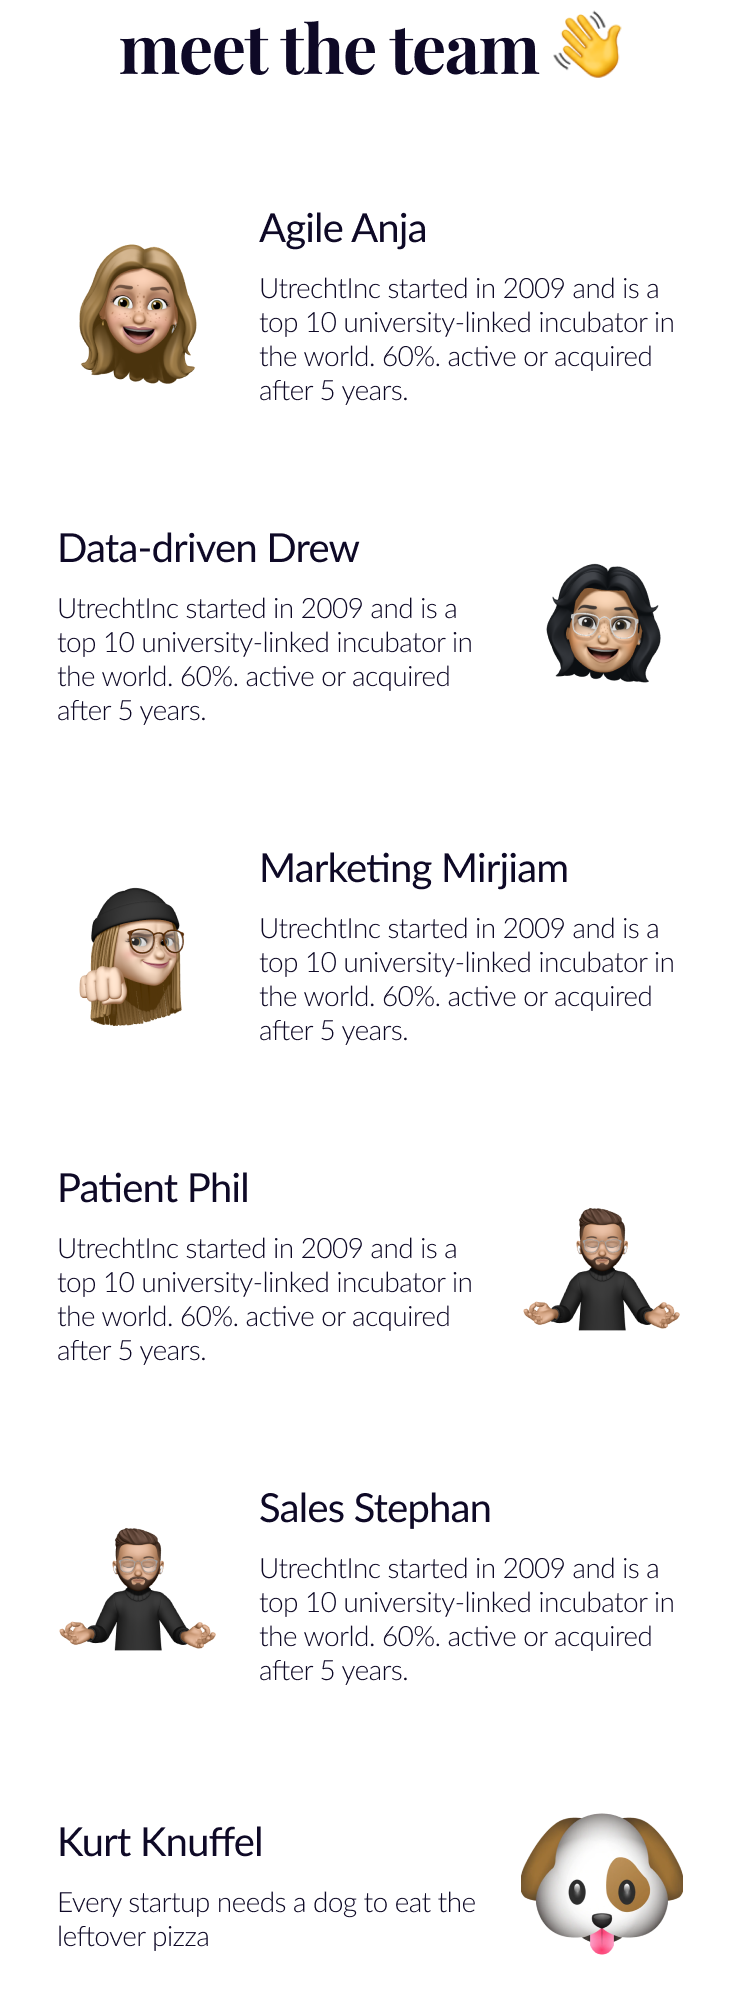 meet the team 👋
Agile Anja
UtrechtInc started in 2009 and is a
top 10 university-linked incubator in
the world. 60%. active or acquired
after 5 years.
Data-driven Drew
UtrechtInc started in 2009 and is a
top 10 university-linked incubator in
the world. 60%. active or acquired
after 5 years.
Marketing Mirjiam
UtrechtInc started in 2009 and is a
top 10 university-linked incubator in
the world. 60%. active or acquired
after 5 years.
Patient Phil
UtrechtInc started in 2009 and is a
top 10 university-linked incubator in
the world. 60%. active or acquired
after 5 years.
Sales Stephan
UtrechtInc started in 2009 and is a
top 10 university-linked incubator in
the world. 60%. active or acquired
after 5 years.
Kurt Knuffel
Every startup needs a dog to eat the
leftover pizza